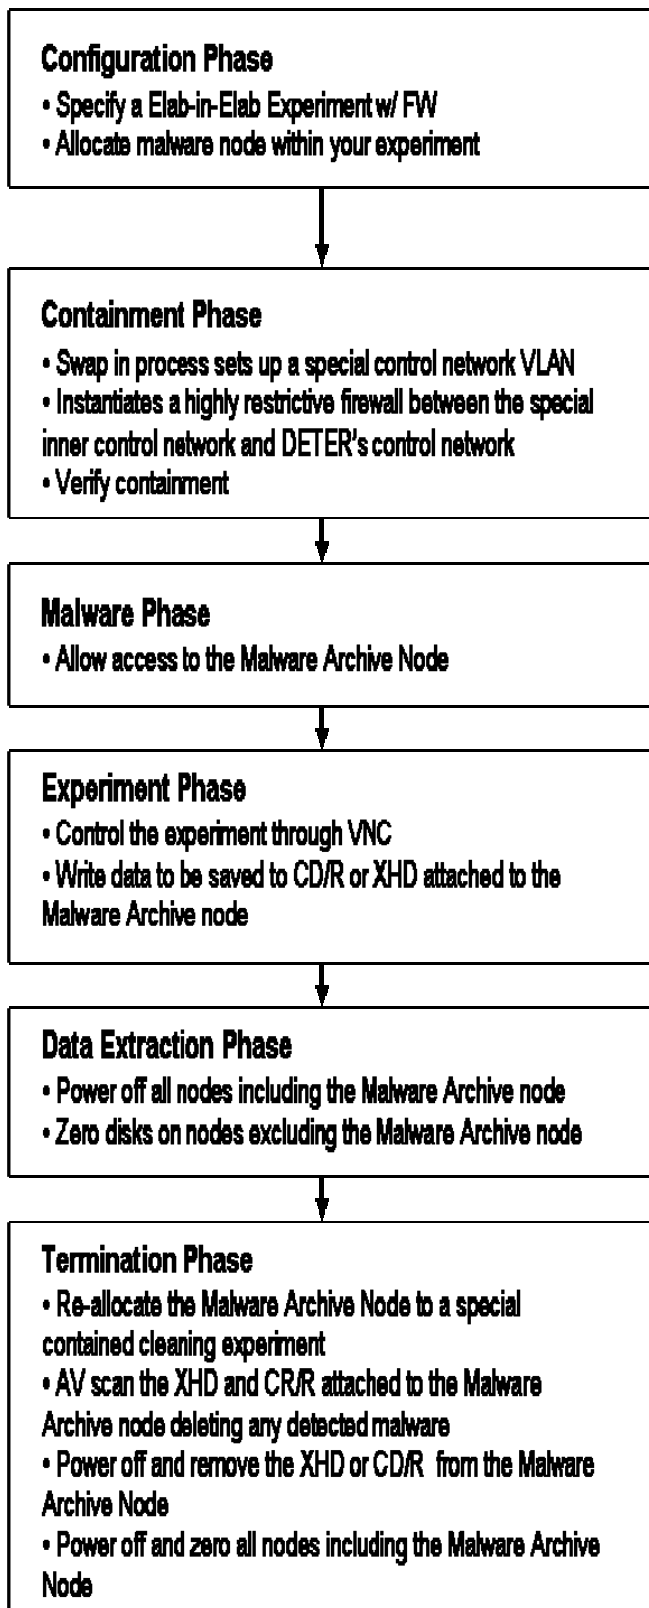 Configuration Phase
• Specify a Elab-in-Elab Experiment w/ FW
• Allocate malware node within your experiment
Containment Phase
• Swap in process sets up a special control network VLAN
• Instantiates a highly restrictive firewall between the special
inner control network and DETER's control network
• Verify containment
Malware Phase
• Allow access to the Malware Archive Node
Experiment Phase
• Control the experiment through VNC
• Write data to be saved to CD/R or XHD attached to the
Malware Archive node
Data Extraction Phase
• Power off all nodes including the Malware Archive node
• Zero disks on nodes excluding the Malware Archive node
Termination Phase
• Re-allocate the Malware Archive Node to a special
contained cleaning experiment
• AV scan the XHD and CR/R attached to the Malware
Archive node deleting any detected malware
• Power off and remove the XHD or CD/R from the Malware
Archive Node
• Power off and zero all nodes including the Malware Archive
Node